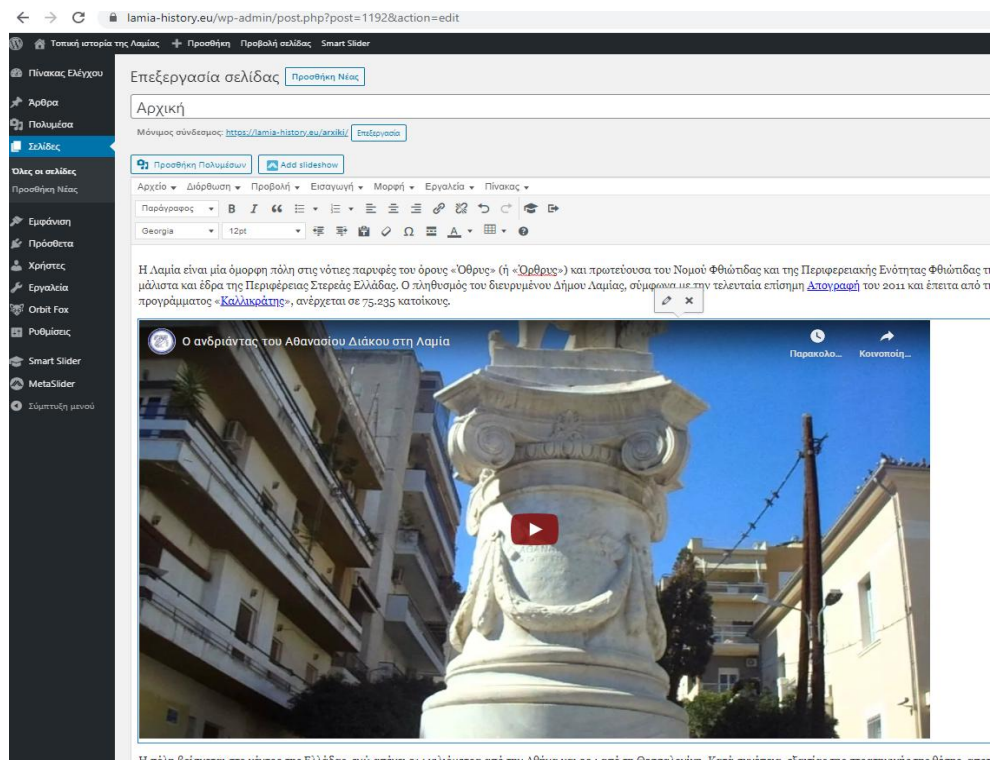 lamia-history.eu/wp-admin/post.php?post=1192&action=edit
Τοπική ιστορία της Λαμίας + Προσθήκη Προβολή σελίδας Smart Slider
Πίνακας Ελέγχου
Άρθρα
Πολυμέσα
Σελίδες
Όλες οι σελίδες
Προσθήκη Νέας
Εμφάνιση
Πρόσθετα
Χρήστες
Εργαλεία
Orbit Fox
Ρυθμίσεις
Smart Slider
MetaSlider
Σύμπτυξη μενού
Επεξεργασία σελίδας Προσθήκη Νέας
Αρχική
Μόνιμος σύνδεσμος: https://lamia-history.eu/arxiki/ Επεξεργασία
Προσθήκη Πολυμέσων Add slideshow
Αρχείο Διόρθωση Προβολή Εισαγωγή Μορφή Εργαλεία Πίνακας
Παράγραφος B I
Georgia 12pt Ω A
Η Λαμία είναι μία όμορφη πόλη στις νότιες παρυφές του όρους «Όθρυς» (ή «Όρθρυς») και πρωτεύουσα του Νομού Φθιώτιδας και της Περιφερειακής Ενότητας Φθιώτιδας
μάλιστα και έδρα της Περιφέρειας Στερεάς Ελλάδας. Ο πληθυσμός του διευρυμένου Δήμου Λαμίας, σύμφωνα με την τελευταία επίσημη Απογραφή του 2011 και έπειτα από
προγράμματος «Καλλικράτης», ανέρχεται σε 75.235 κατοίκους.
Ο ανδριάντας του Αθανασίου Διάκου στη Λαμία
Παρακολο... Κοινοποίη...